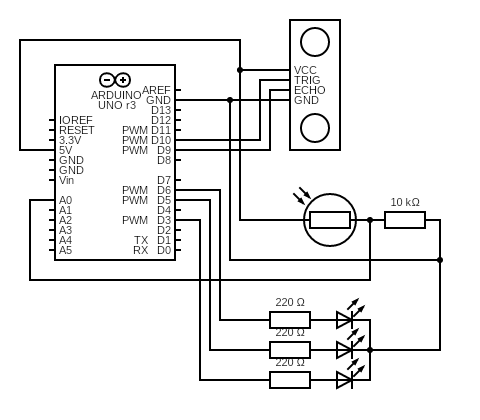 ARDUINO
UNO r3
IOREF
RESET
3.3V
5V
GND
GND
Vin
A0
A1
A2
A3
A4
A5
AREF
GND
D13
D12
PWM D11
PWM D10
PWM D9
D8
D7
PWM D6
PWM D5
D4
PWM D3
D2
TX D1
RX D0
VCC
TRIG
ECHO
GND
10 kΩ
220 Ω
220 Ω
220 Ω